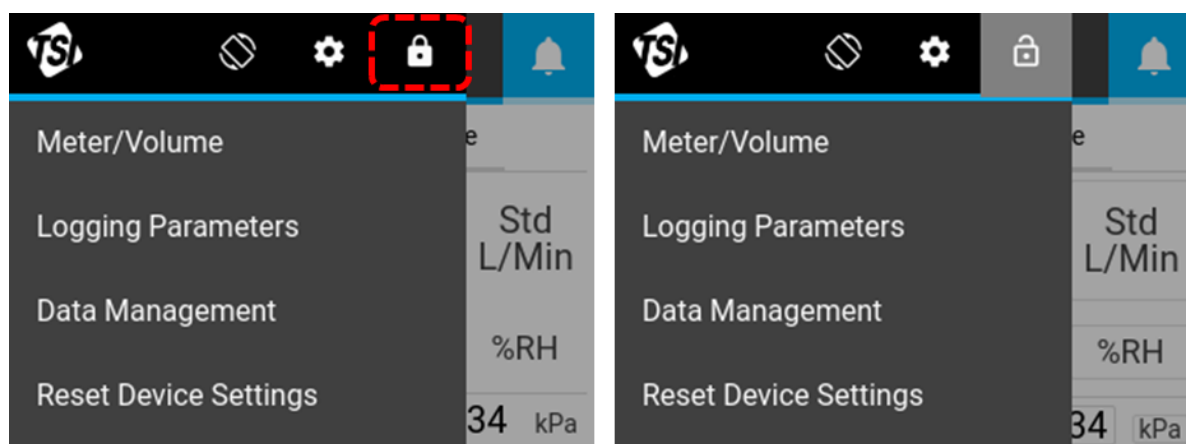 TSI
Meter/Volume
Logging Parameters
Data Management
Reset Device Settings
e
Std
L/Min
%RH
34 kPa
TSI
Meter/Volume
Logging Parameters
Data Management
Reset Device Settings
e
Std
L/Min
%RH
34 kPa